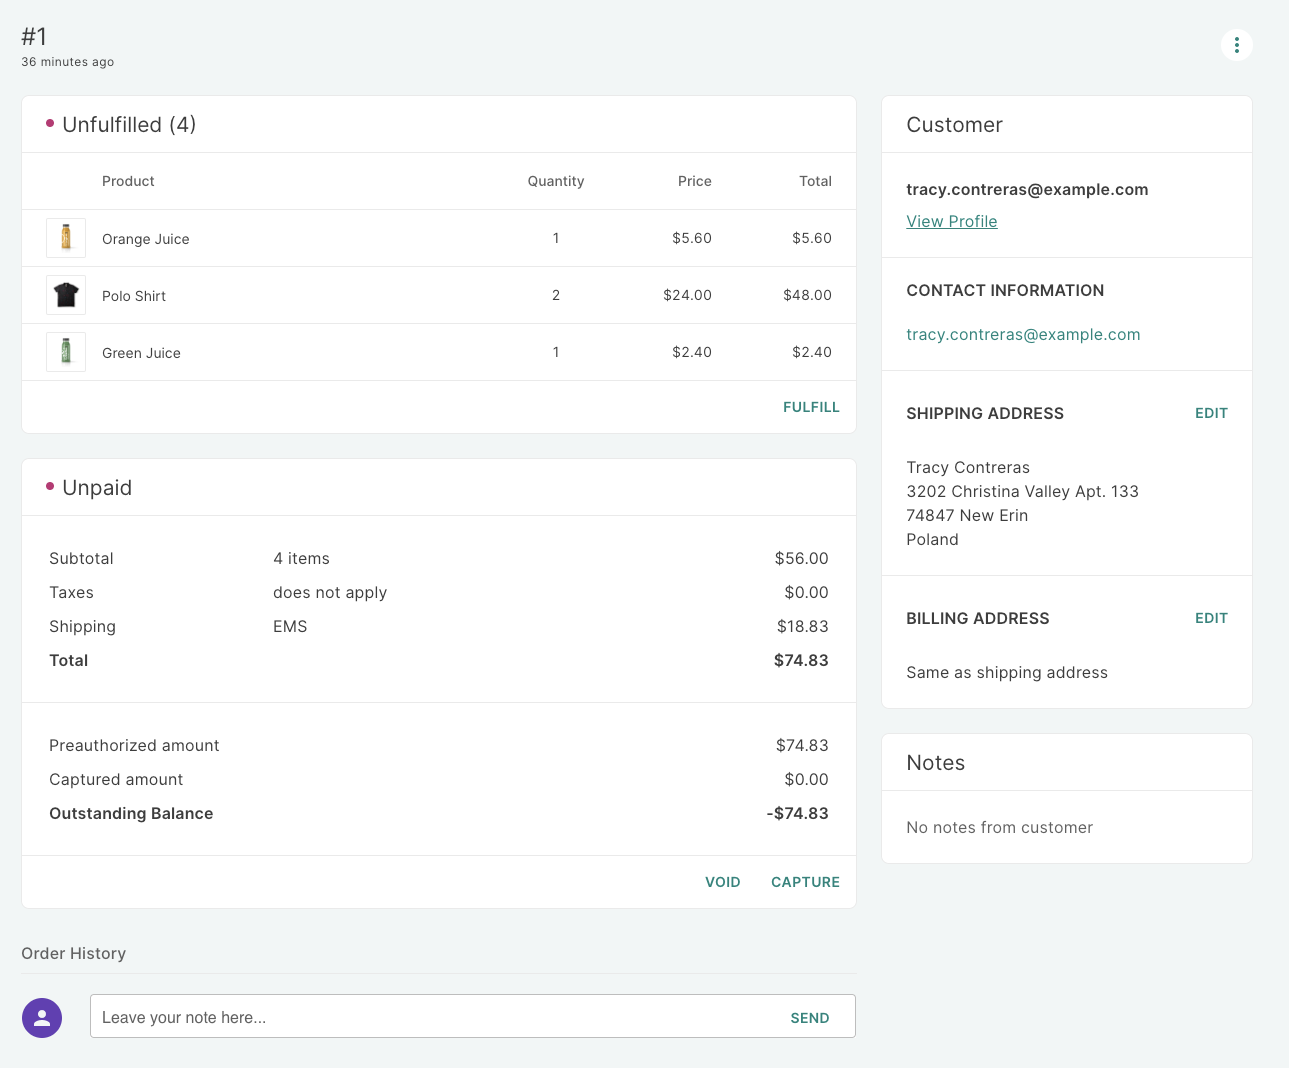 #1
36 minutes ago
Unfulfilled (4)
Product Quantity Price Total
Orange Juice 1 $5.60 $5.60
Polo Shirt 2 $24.00 $48.00
Green Juice 1 $2.40 $2.40
FULFILL
Unpaid
Subtotal 4 items $56.00
Taxes does not apply $0.00
Shipping EMS $18.83
Total $74.83
Preauthorized amount $74.83
Captured amount $0.00
Outstanding Balance -$74.83
VOID CAPTURE
Order History
Leave your note here... SEND
Customer
tracy.contreras@example.com
View Profile
CONTACT INFORMATION
tracy.contreras@example.com
SHIPPING ADDRESS EDIT
Tracy Contreras
3202 Christina Valley Apt. 133
74847 New Erin
Poland
BILLING ADDRESS EDIT
Same as shipping address
Notes
No notes from customer